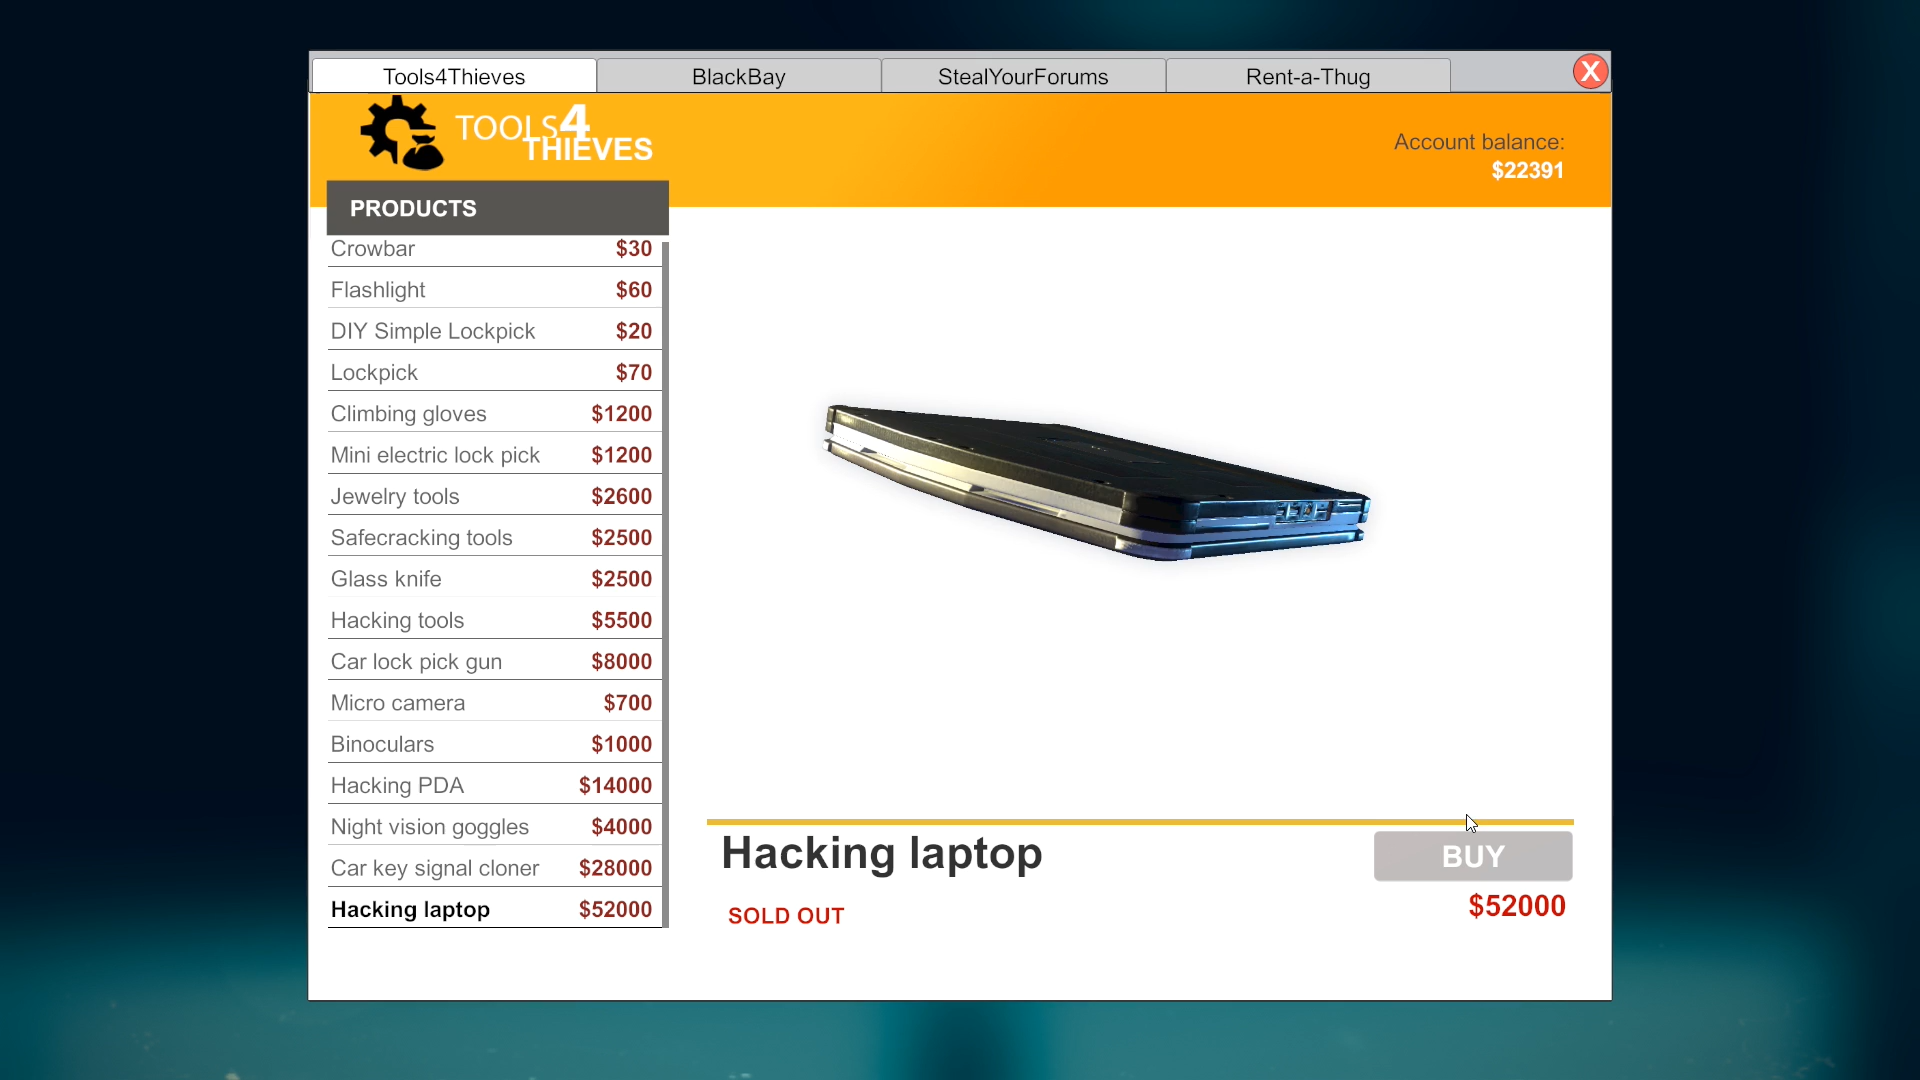 Tools4Thieves
BlackBay
StealYourForums
Rent-a-Thug
X
TOOLS4
THIEVES
Account balance:
$22391
PRODUCTS
Crowbar $30
Flashlight $60
DIY Simple Lockpick $20
Lockpick $70
Climbing gloves $1200
Mini electric lock pick $1200
Jewelry tools $2600
Safecracking tools $2500
Glass knife $2500
Hacking tools $5500
Car lock pick gun $8000
Micro camera $700
Binoculars $1000
Hacking PDA $14000
Night vision goggles $4000
Car key signal cloner $28000
Hacking laptop $52000
Hacking laptop
BUY
SOLD OUT
$52000